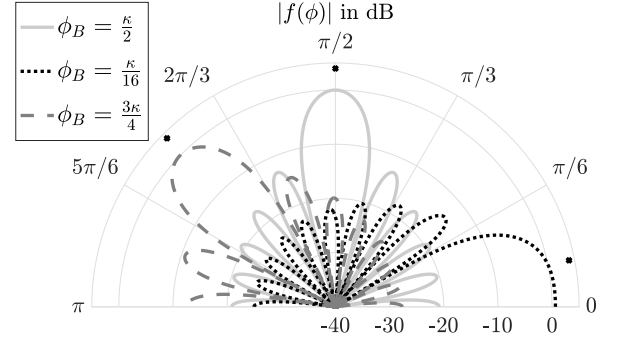 |f(ϕ)| in dB
ϕ_B = κ/2
ϕ_B = κ/16
ϕ_B = 3κ/4
π/2
2π/3
π/3
5π/6
π/6
π
0
-40 -30 -20 -10 0